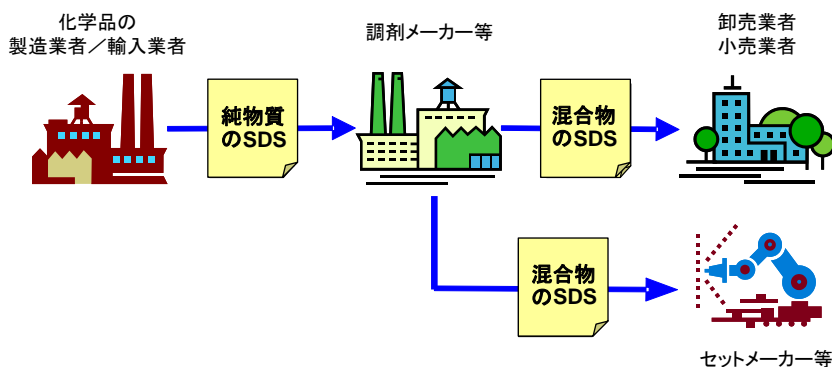 化学品の
製造業者／輸入業者
調剤メーカー等
卸売業者
小売業者
純物質
のSDS
混合物
のSDS
混合物
のSDS
セットメーカー等